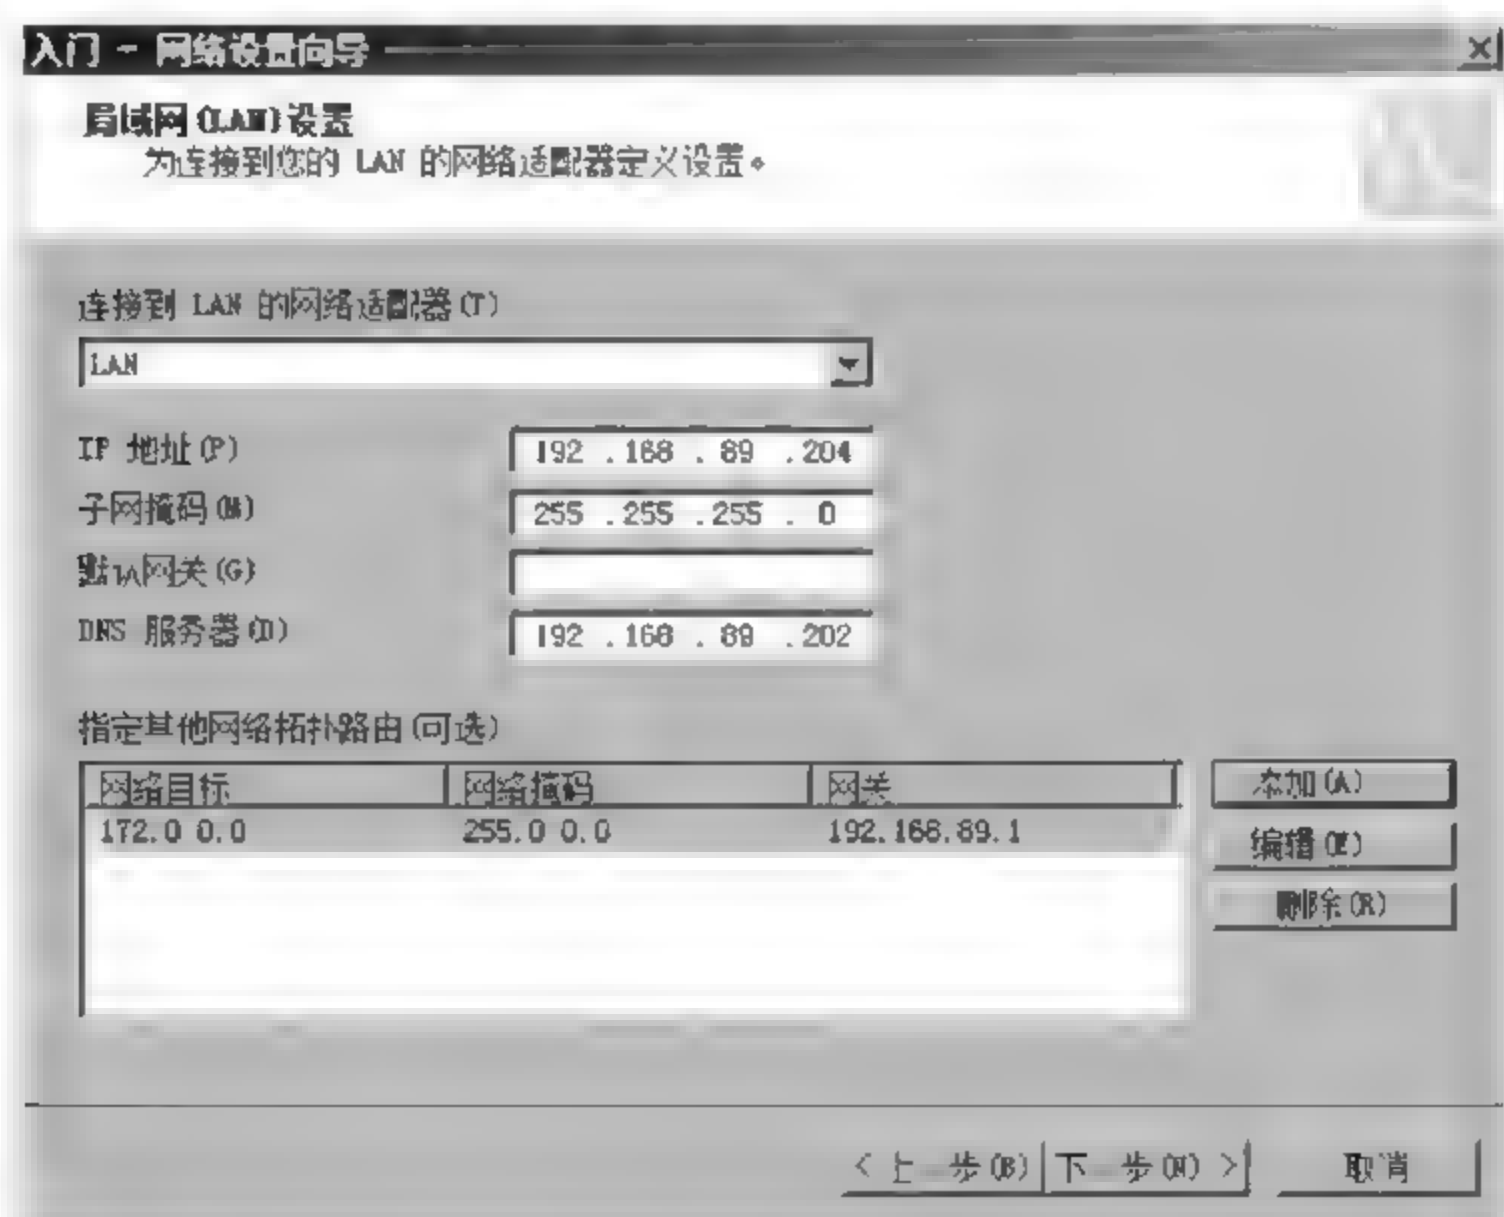 入门 - 网络设置向导
局域网(LAN)设置
为连接到您的 LAN 的网络适配器定义设置。
连接到 LAN 的网络适配器(T)
LAN
IP 地址(P) 192 .168 . 89 .204
子网掩码(M) 255 .255 .255 . 0
默认网关(G)
DNS 服务器(D) 192 .168 . 89 .202
指定其他网络拓扑路由(可选)
网络目标 网络掩码 网关 添加(A)
172.0.0.0 255.0.0.0 192.168.89.1
编辑(E)
删除(R)
< 上一步(B) 下一步(N) > 取消